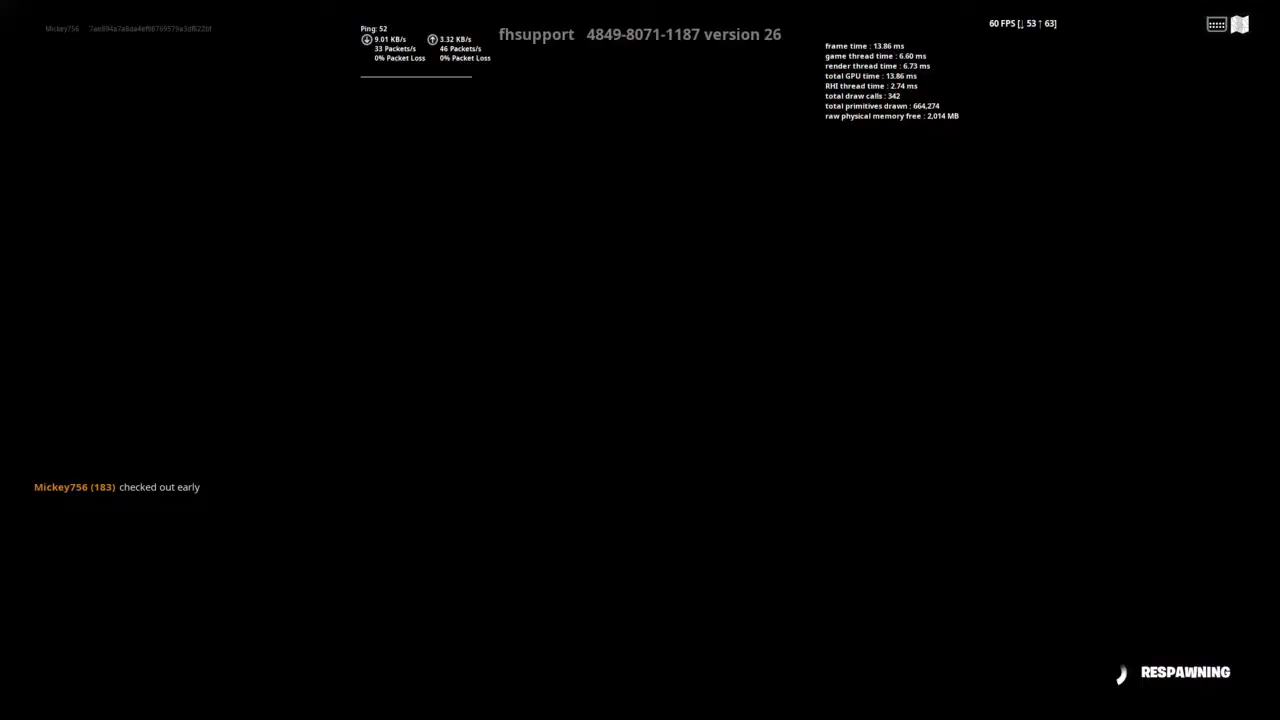 Mickey756
Ping: 52
9.01 KB/s 3.32 KB/s
33 Packets/s 46 Packets/s
0% Packet Loss 0% Packet Loss
fhsupport 4849-8071-1187 version 26
60 FPS [↓ 53 ↑ 63]
frame time : 13.86 ms
game thread time : 6.60 ms
render thread time : 6.73 ms
total GPU time : 13.86 ms
RHI thread time : 2.74 ms
total draw calls : 342
total primitives drawn : 664,274
raw physical memory free : 2,014 MB
Mickey756 (183) checked out early
RESPAWNING